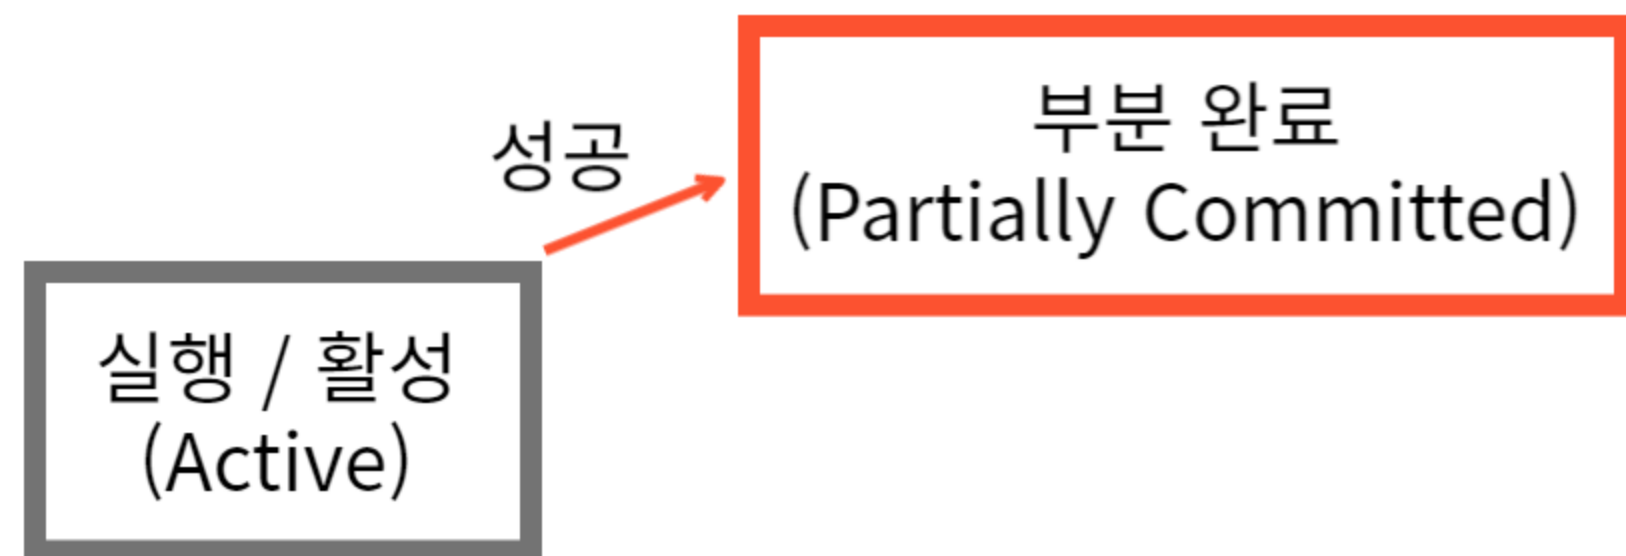 부분 완료
(Partially Committed)
성공
실행 / 활성
(Active)